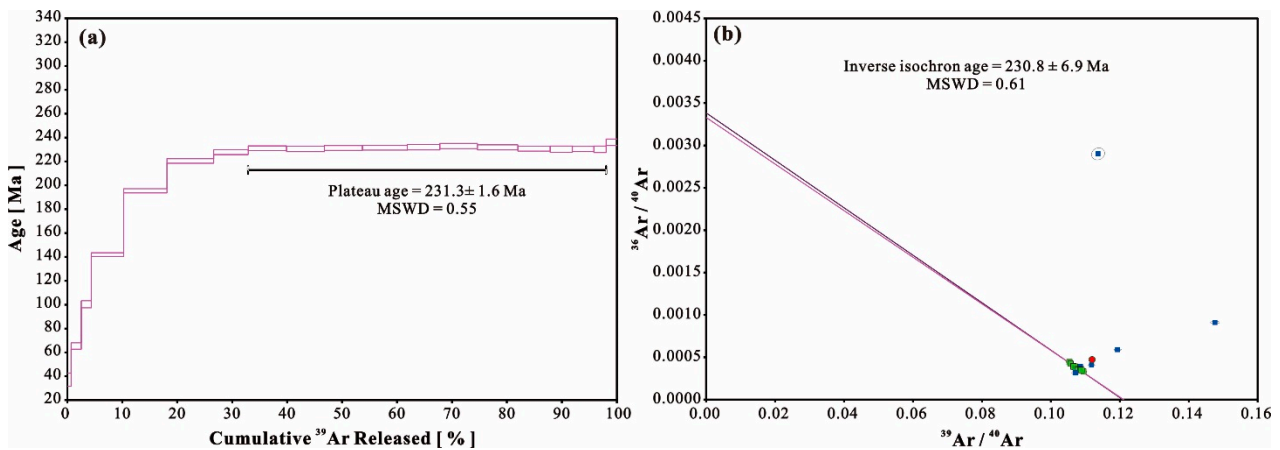 (a)
340
320
300
280
260
240
220
200
180
160
140
120
100
80
60
40
20
Age [ Ma ]
Plateau age = 231.3± 1.6 Ma
MSWD = 0.55
0 10 20 30 40 50 60 70 80 90 100
Cumulative ³⁹Ar Released [ % ]
(b)
0.0045
0.0040
0.0035
0.0030
0.0025
0.0020
0.0015
0.0010
0.0005
0.0000
³⁶Ar / ⁴⁰Ar
Inverse isochron age = 230.8 ± 6.9 Ma
MSWD = 0.61
0.00 0.02 0.04 0.06 0.08 0.10 0.12 0.14 0.16
³⁹Ar / ⁴⁰Ar